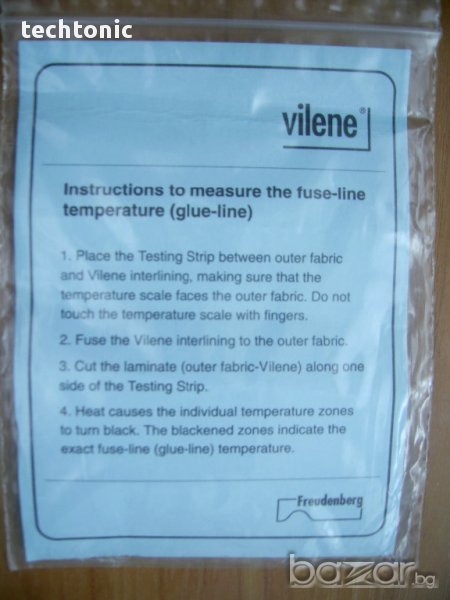 techtonic
vilene®
Instructions to measure the fuse-line
temperature (glue-line)
1. Place the Testing Strip between outer fabric
and Vilene interlining, making sure that the
temperature scale faces the outer fabric. Do not
touch the temperature scale with fingers.
2. Fuse the Vilene interlining to the outer fabric.
3. Cut the laminate (outer fabric-Vilene) along one
side of the Testing Strip.
4. Heat causes the individual temperature zones
to turn black. The blackened zones indicate the
exact fuse-line (glue-line) temperature.
Freudenberg
bazar.bg